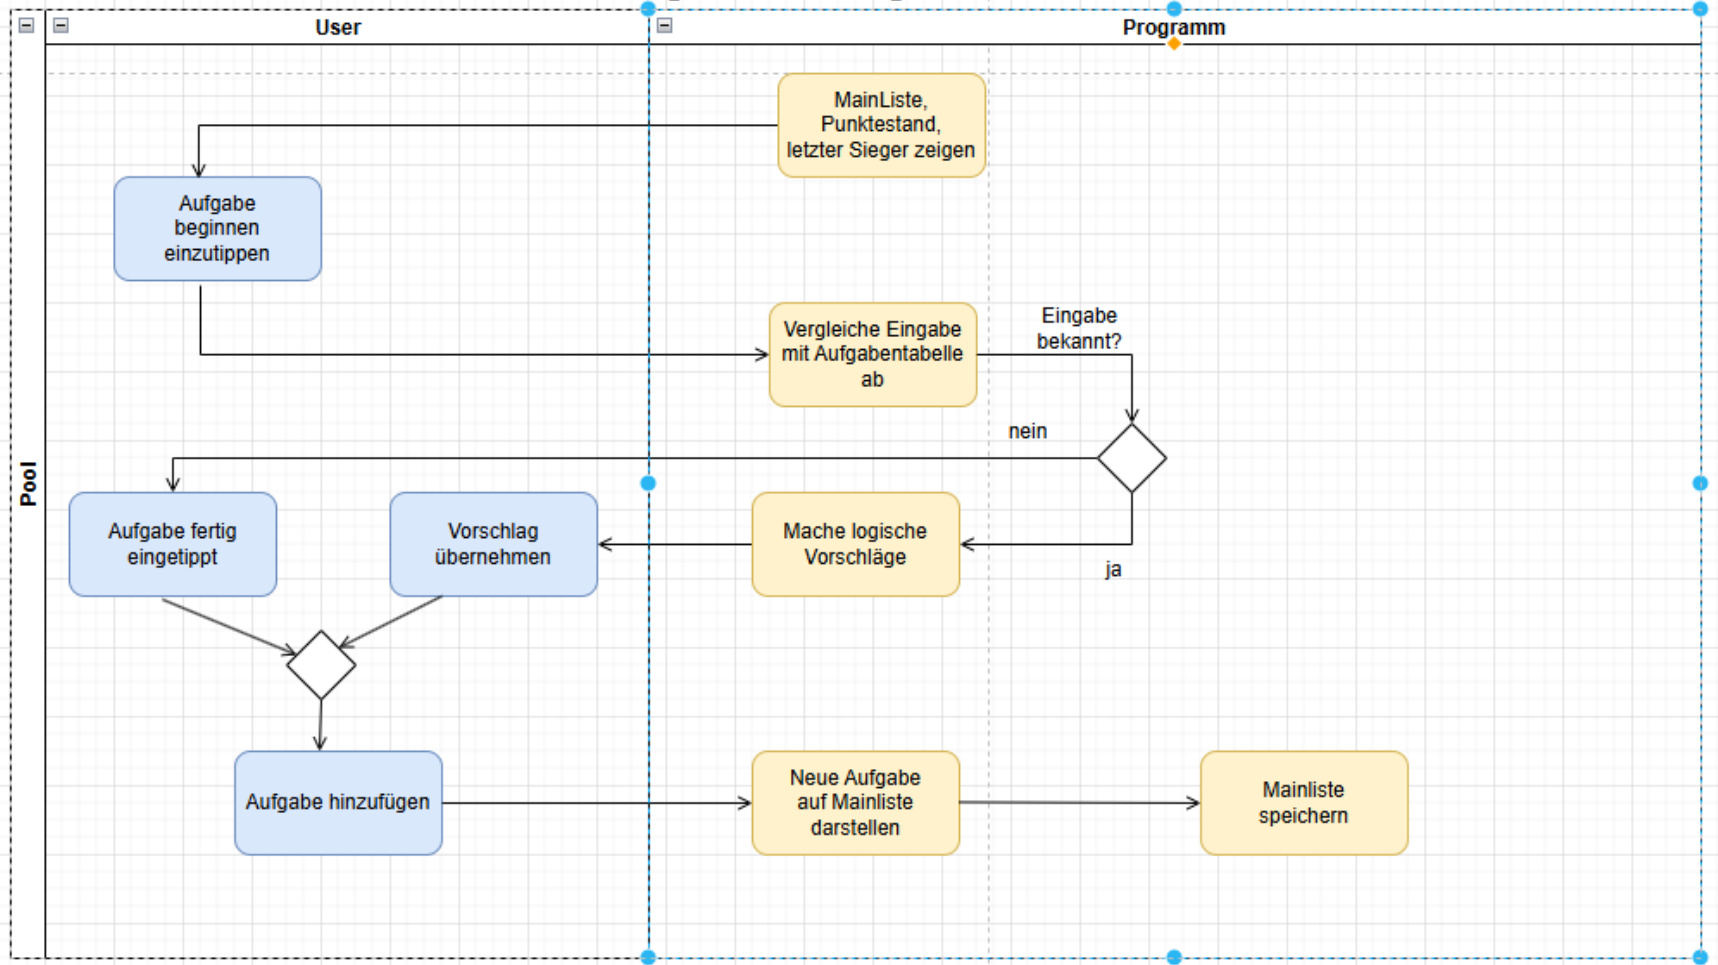 User
Programm
Pool
MainListe,
Punktestand,
letzter Sieger zeigen
Aufgabe
beginnen
einzutippen
Vergleiche Eingabe
mit Aufgabentabelle
ab
Eingabe
bekannt?
nein
Aufgabe fertig
eingetippt
Vorschlag
übernehmen
Mache logische
Vorschläge
ja
Aufgabe hinzufügen
Neue Aufgabe
auf Mainliste
darstellen
Mainliste
speichern